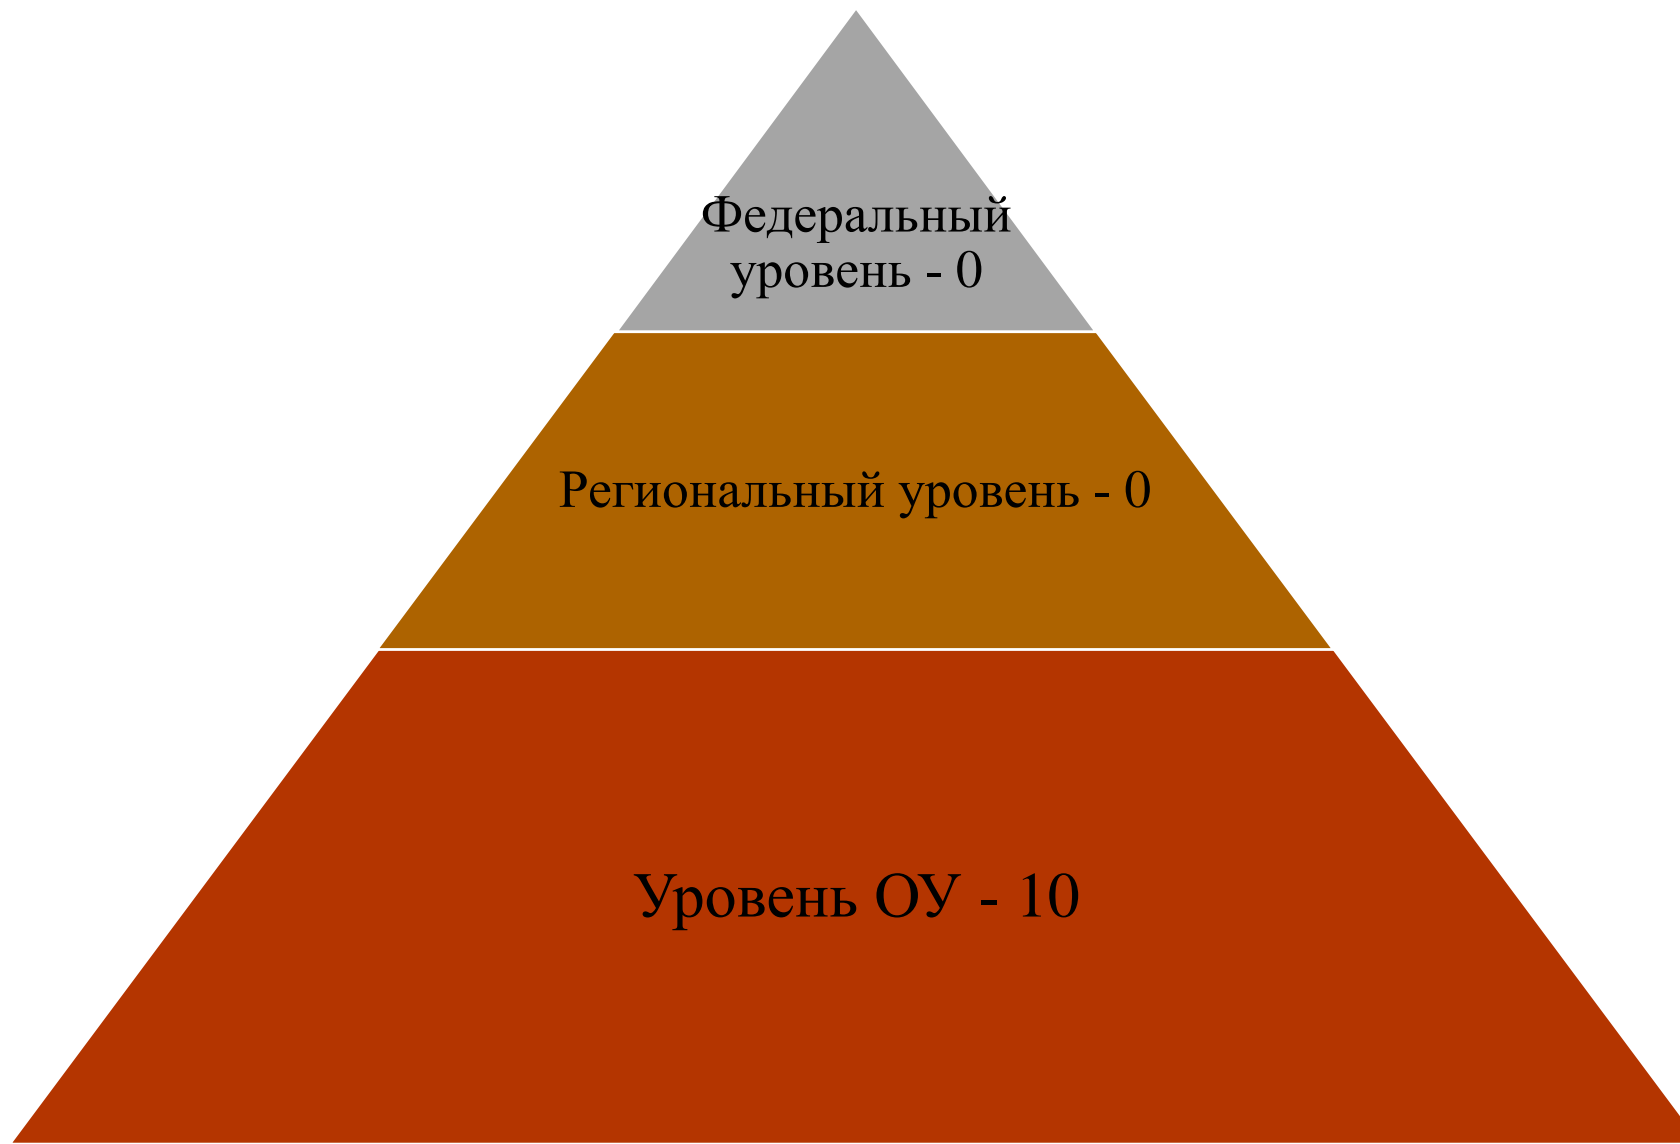 Федеральный
уровень - 0
Региональный уровень - 0
Уровень ОУ - 10